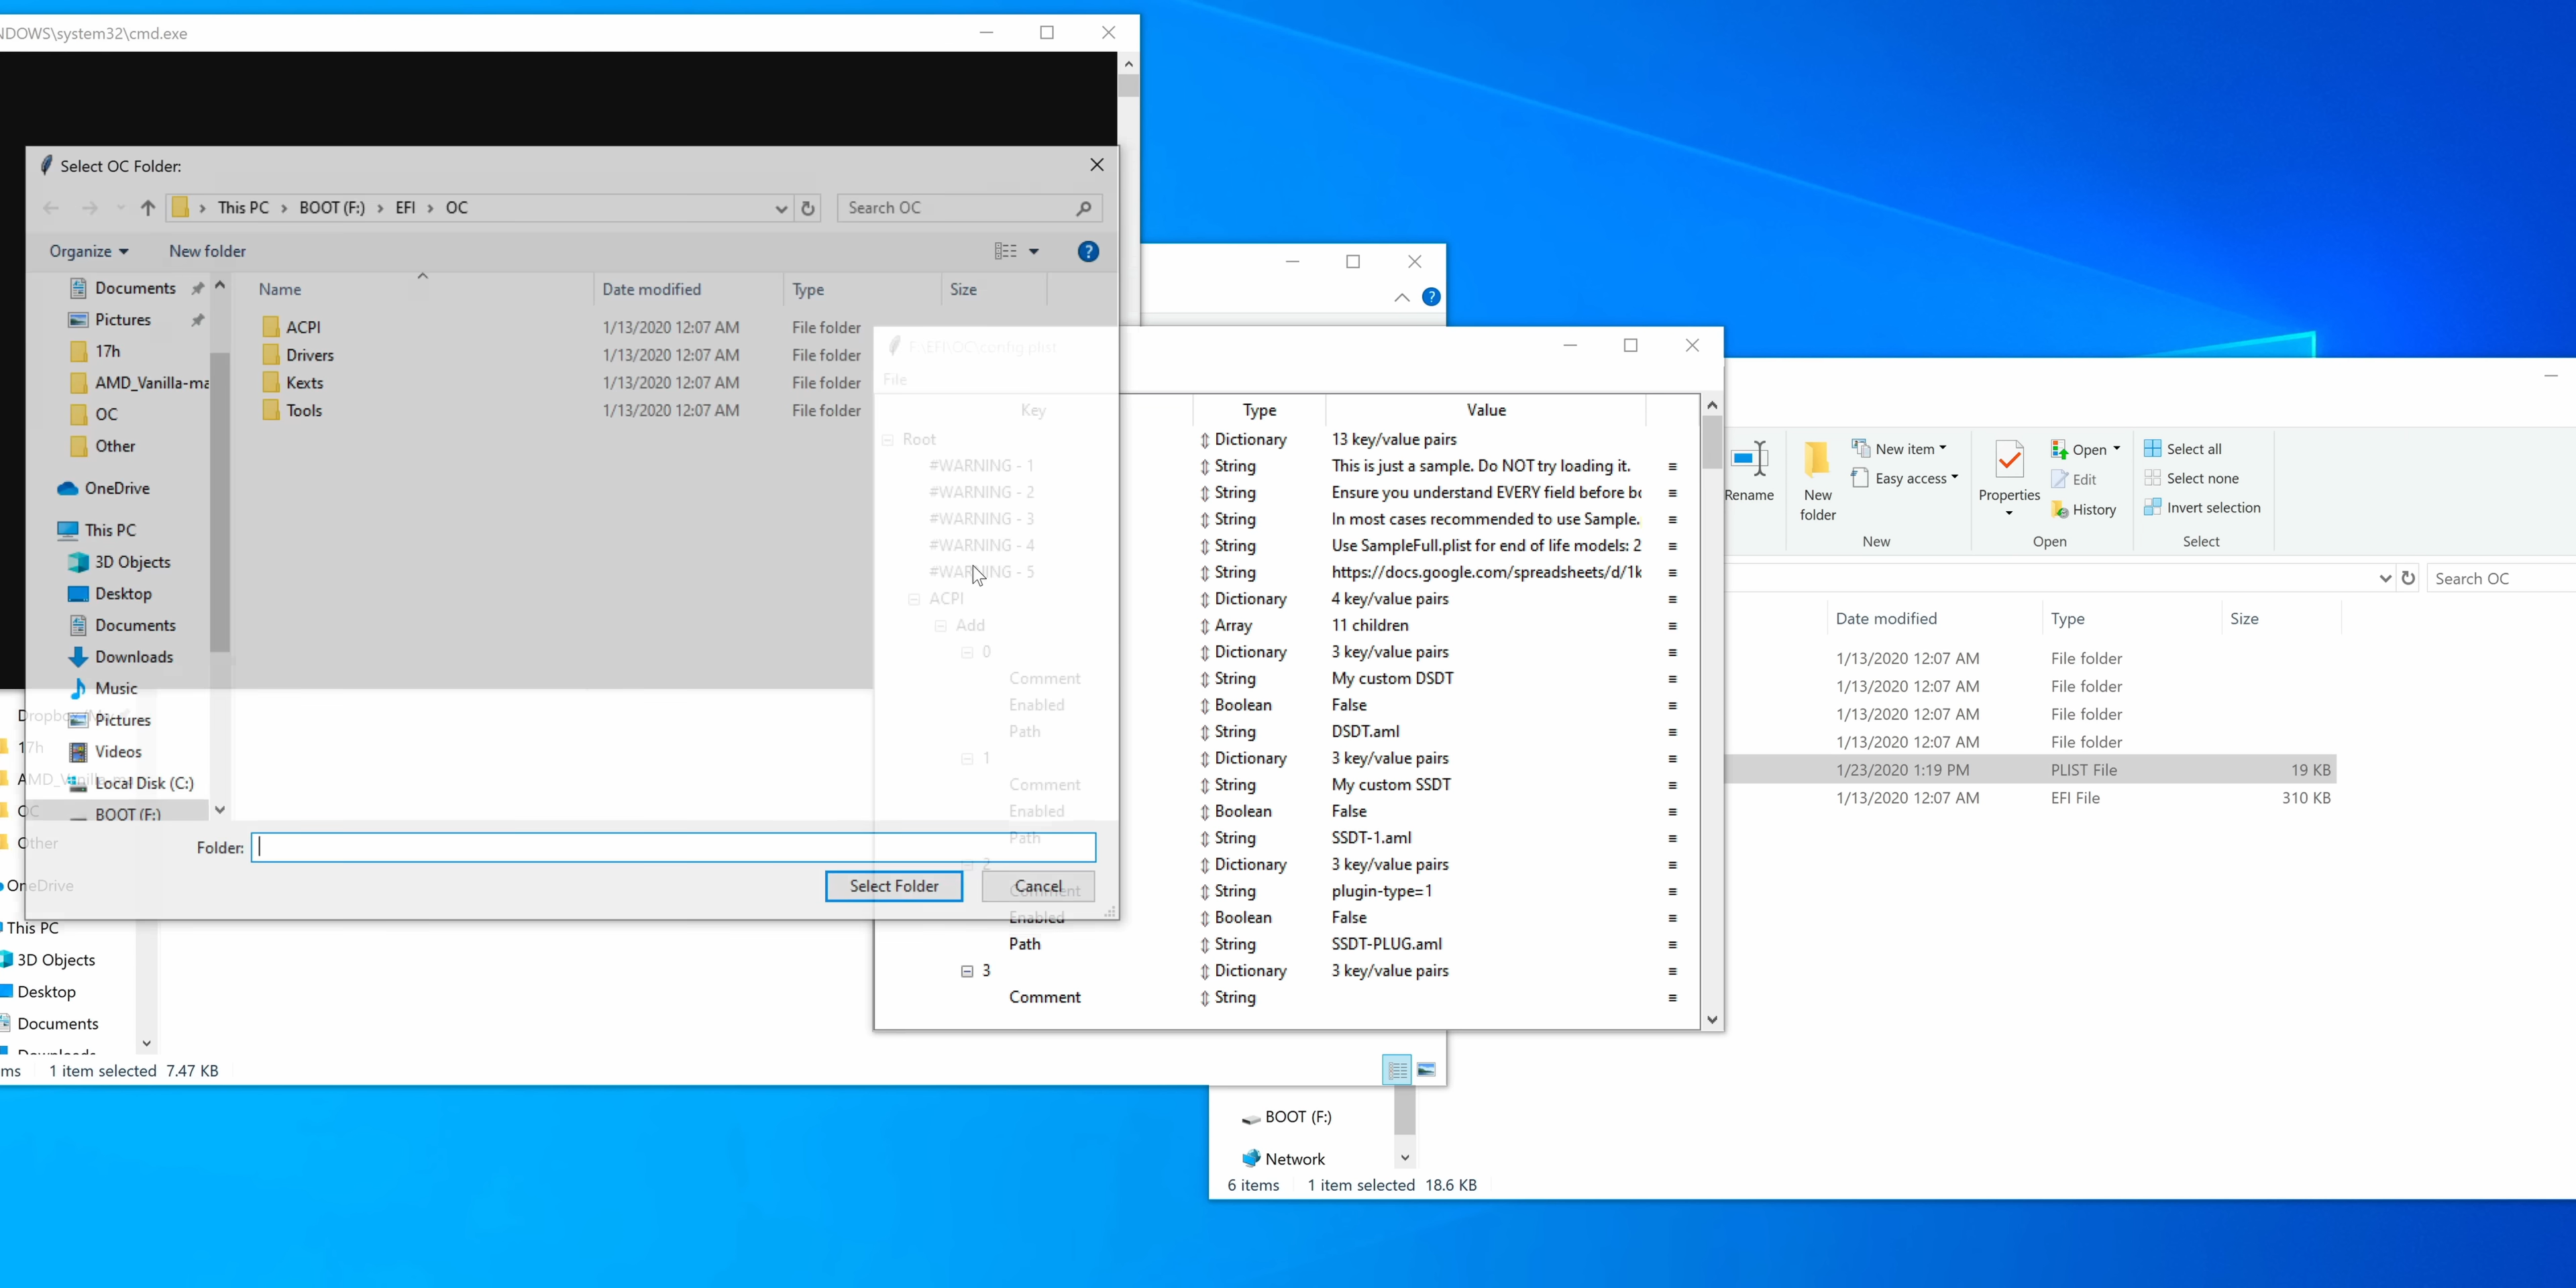 NDOWS\system32\cmd.exe
Select OC Folder:
This PC > BOOT (F:) > EFI > OC
Search OC
Organize
New folder
Name
Date modified
Type
Size
Documents
Pictures
17h
AMD_Vanilla-ma
OC
Other
OneDrive
This PC
3D Objects
Desktop
Documents
Downloads
Music
Pictures
Videos
Local Disk (C:)
BOOT (F:)
ACPI 1/13/2020 12:07 AM File folder
Drivers 1/13/2020 12:07 AM File folder
Kexts 1/13/2020 12:07 AM File folder
Tools 1/13/2020 12:07 AM File folder
Folder:
Select Folder
Cancel
17h
OC
Other
OneDrive
This PC
3D Objects
Desktop
Documents
Downloads
ms 1 item selected 7.47 KB
F:\EFI\OC\config.plist
File
Key Type Value
Root Dictionary 13 key/value pairs
#WARNING - 1 String This is just a sample. Do NOT try loading it.
#WARNING - 2 String Ensure you understand EVERY field before bo
#WARNING - 3 String In most cases recommended to use Sample.
#WARNING - 4 String Use SampleFull.plist for end of life models: 2
#WARNING - 5 String https://docs.google.com/spreadsheets/d/1k
ACPI Dictionary 4 key/value pairs
Add Array 11 children
0 Dictionary 3 key/value pairs
Comment String My custom DSDT
Enabled Boolean False
Path String DSDT.aml
1 Dictionary 3 key/value pairs
Comment String My custom SSDT
Enabled Boolean False
Path String SSDT-1.aml
2 Dictionary 3 key/value pairs
Comment String plugin-type=1
Enabled Boolean False
Path String SSDT-PLUG.aml
3 Dictionary 3 key/value pairs
Comment String
Rename
New folder
New item
Easy access
New
Properties
Open
Edit
History
Open
Select all
Select none
Invert selection
Select
Search OC
Date modified Type Size
1/13/2020 12:07 AM File folder
1/13/2020 12:07 AM File folder
1/13/2020 12:07 AM File folder
1/13/2020 12:07 AM File folder
1/23/2020 1:19 PM PLIST File 19 KB
1/13/2020 12:07 AM EFI File 310 KB
BOOT (F:)
Network
6 items 1 item selected 18.6 KB